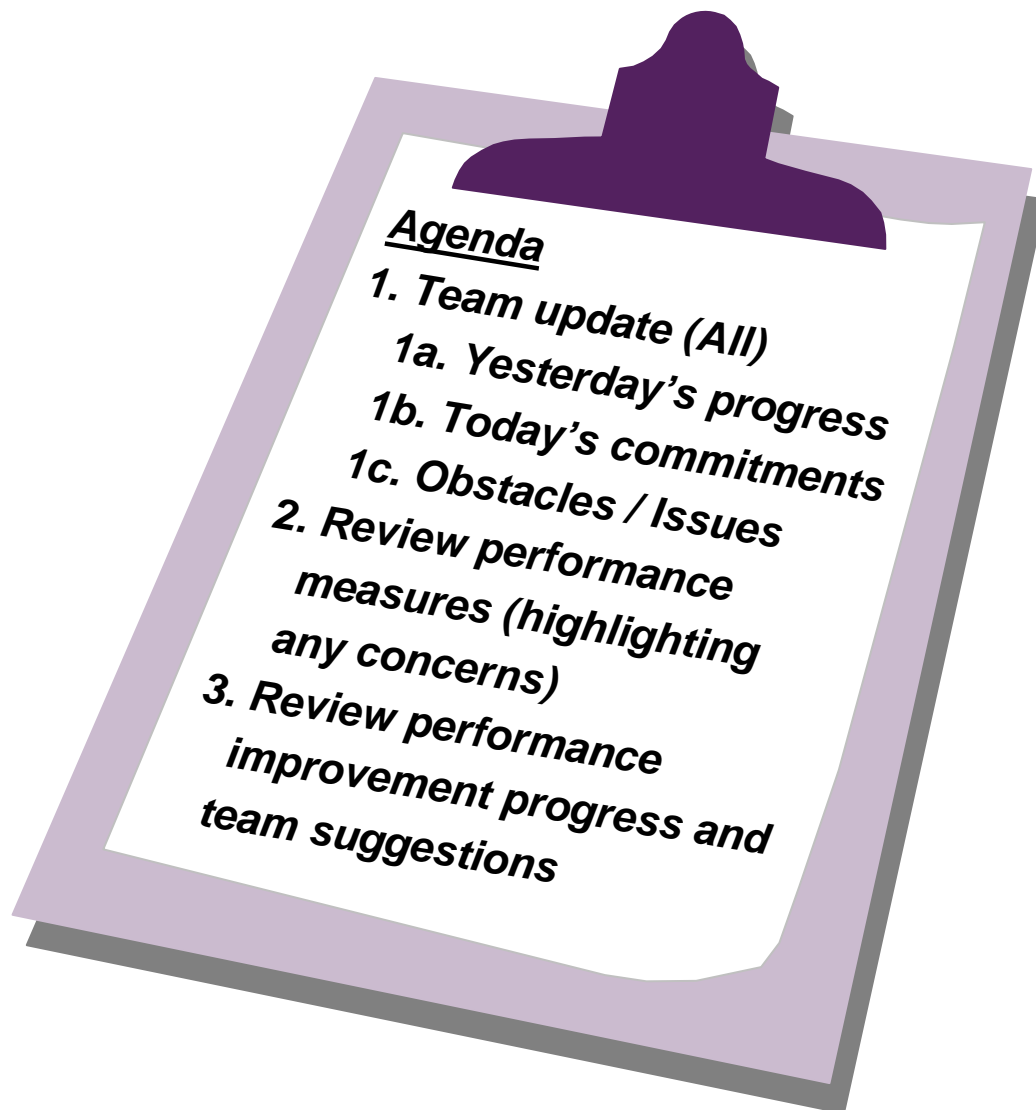 Agenda
1. Team update (All)
1a. Yesterday’s progress
1b. Today’s commitments
1c. Obstacles / Issues
2. Review performance
measures (highlighting
any concerns)
3. Review performance
improvement progress and
team suggestions